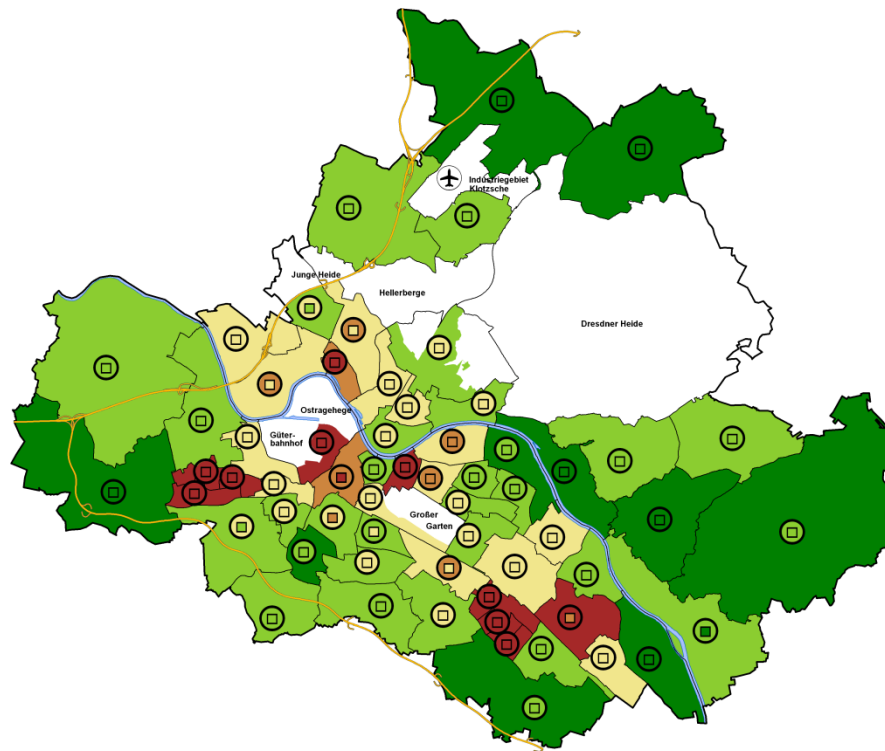 Industriegebiet
Klotzsche
Junge Heide
Hellerberge
Dresdner Heide
Ostragehege
Güter-
bahnhof
Großer
Garten